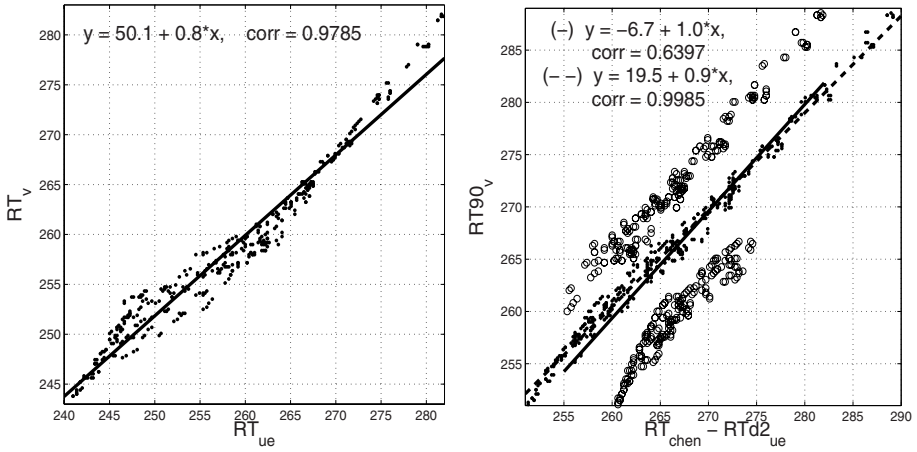 y = 50.1 + 0.8*x,    corr = 0.9785
280
275
270
265
260
255
250
245
RT_v
240 245 250 255 260 265 270 275 280
RT_ue
(−) y = −6.7 + 1.0*x,
corr = 0.6397
(− −) y = 19.5 + 0.9*x,
corr = 0.9985
285
280
275
270
265
260
255
RT90_v
255 260 265 270 275 280 285 290
RT_chen − RTd2_ue